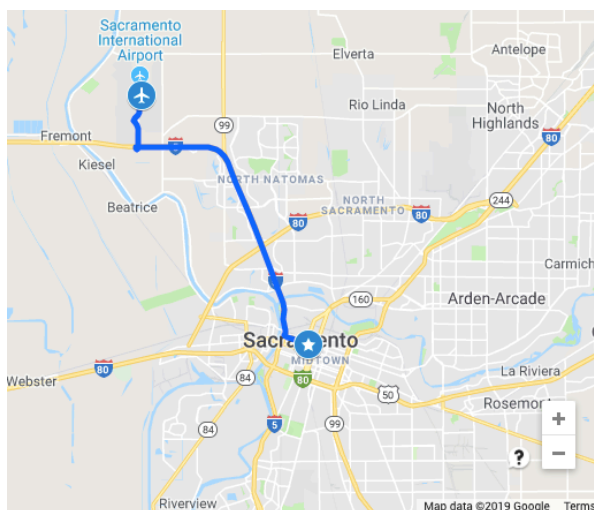 Sacramento
International
Airport
Elverta
Antelope
Rio Linda
North
Highlands
99
80
Fremont
Kiesel
NORTH NATOMAS
Beatrice
NORTH
SACRAMENTO
80
80
244
Carmich
160
Arden-Arcade
Sacramento
MIDTOWN
Webster
80
84
80
La Riviera
50
Rosemont
84
5
99
+
−
?
Riverview
Map data ©2019 Google
Terms